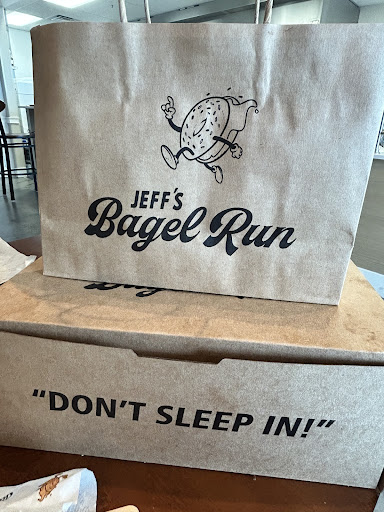 JEFF'S
Bagel Run
"DON'T SLEEP IN!"